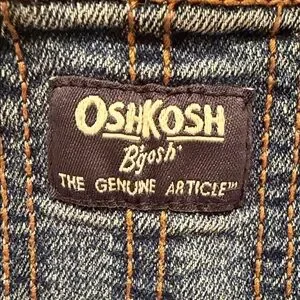 OSHKOSH
B'gosh®
THE GENUINE ARTICLE™